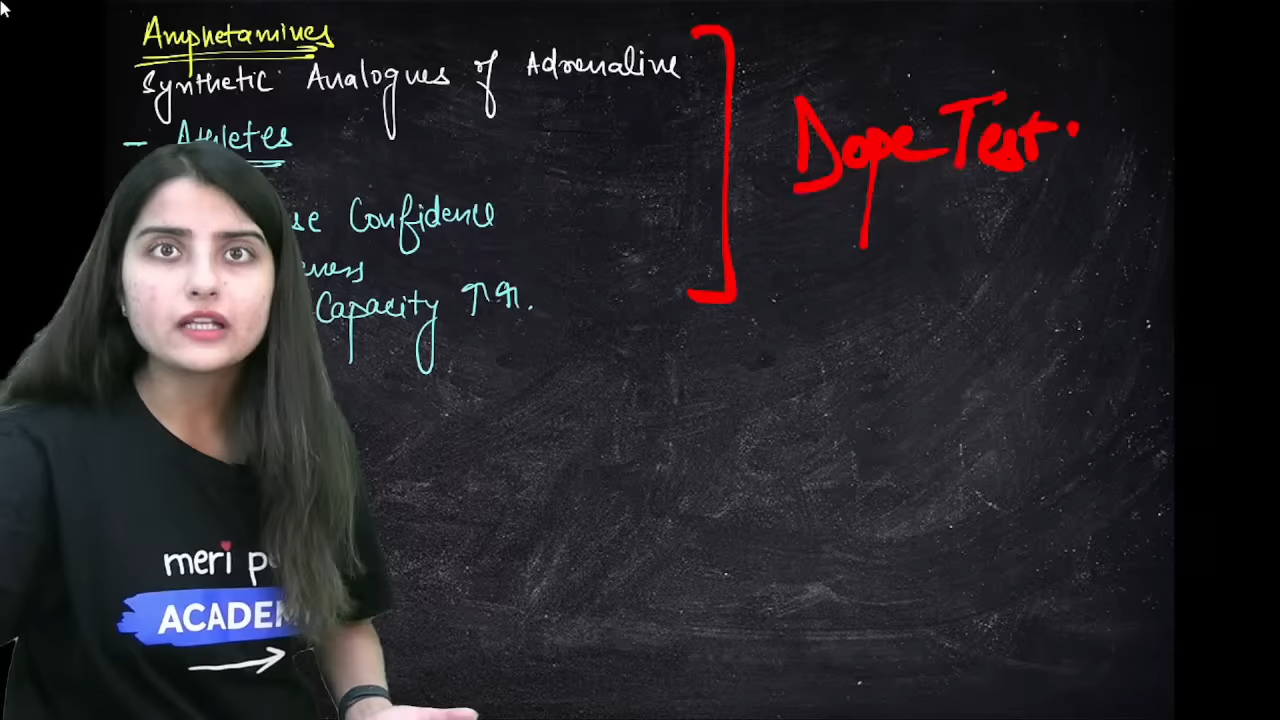 Amphetamines
Synthetic Analogues of Adrenaline
- Athletes
Confidence
Capacity ↑↑.
Dope Test.
meri
ACADEM